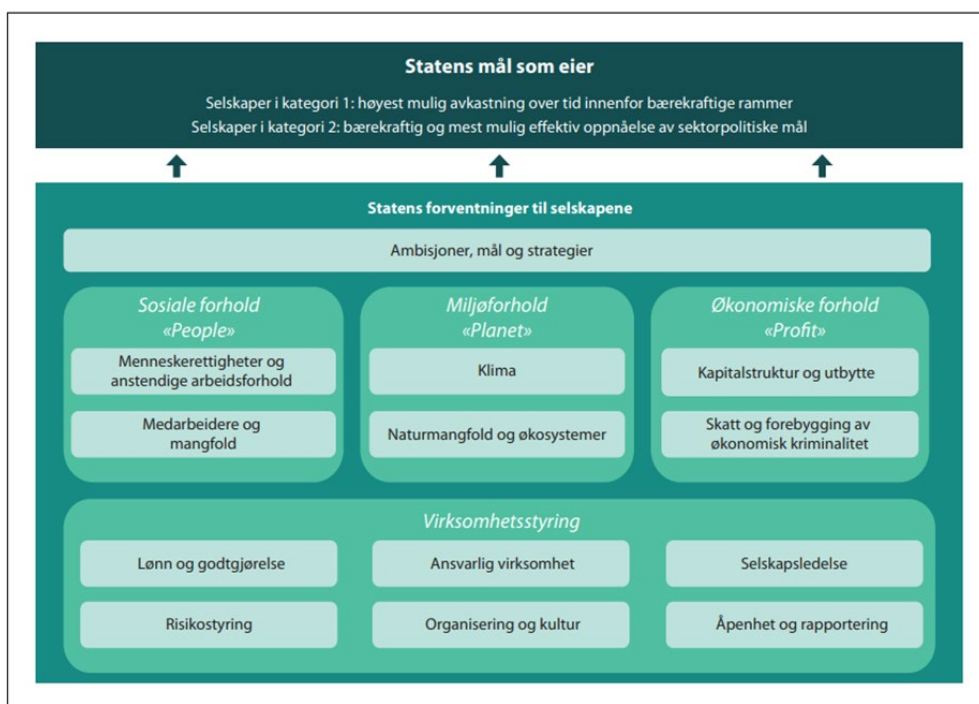 Statens mål som eier
Selskaper i kategori 1: høyest mulig avkastning over tid innenfor bærekraftige rammer
Selskaper i kategori 2: bærekraftig og mest mulig effektiv oppnåelse av sektorpolitiske mål
Statens forventninger til selskapene
Ambisjoner, mål og strategier
Sosiale forhold
«People»
Menneskerettigheter og
anstendige arbeidsforhold
Medarbeidere og
mangfold
Miljøforhold
«Planet»
Klima
Naturmangfold og økosystemer
Økonomiske forhold
«Profit»
Kapitalstruktur og utbytte
Skatt og forebygging av
økonomisk kriminalitet
Virksomhetsstyring
Lønn og godtgjørelse
Ansvarlig virksomhet
Selskapsledelse
Risikostyring
Organisering og kultur
Åpenhet og rapportering